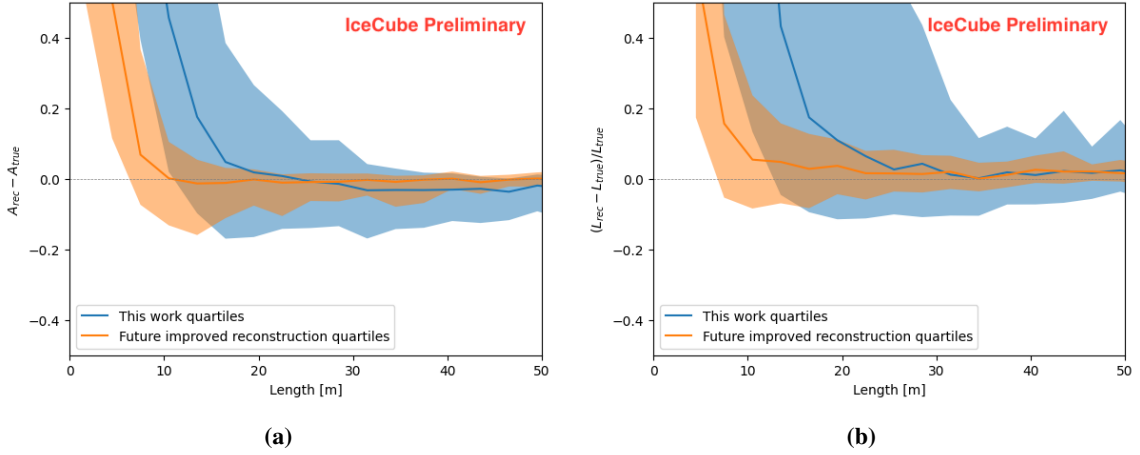 IceCube Preliminary
A_rec − A_true
0.4
0.2
0.0
−0.2
−0.4
This work quartiles
Future improved reconstruction quartiles
0 10 20 30 40 50
Length [m]
(a)
IceCube Preliminary
(L_rec − L_true)/L_true
0.4
0.2
0.0
−0.2
−0.4
This work quartiles
Future improved reconstruction quartiles
0 10 20 30 40 50
Length [m]
(b)